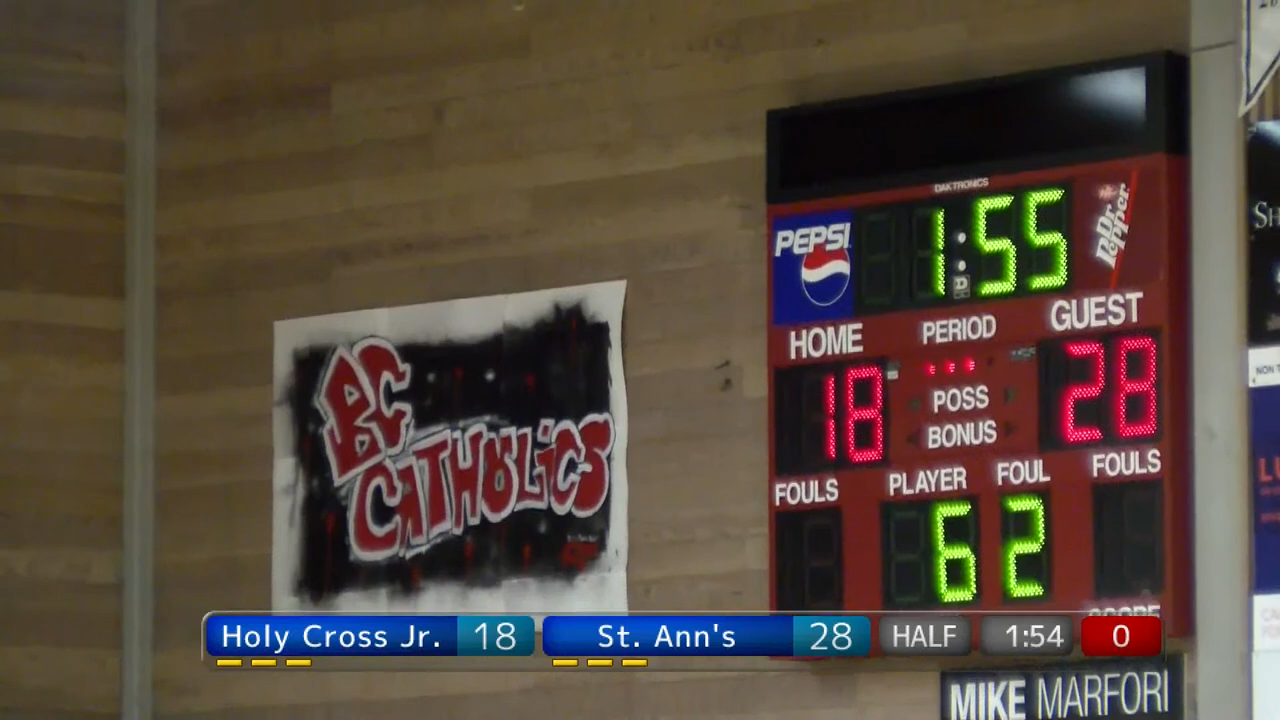 DAKTRONICS
PEPSI
1:55
Dr Pepper
HOME
PERIOD
GUEST
18
28
POSS
BONUS
FOULS
PLAYER
FOUL
FOULS
6
2
BC
CATHOLiCS
Holy Cross Jr. 18 St. Ann's 28 HALF 1:54 0
MIKE MARFORI